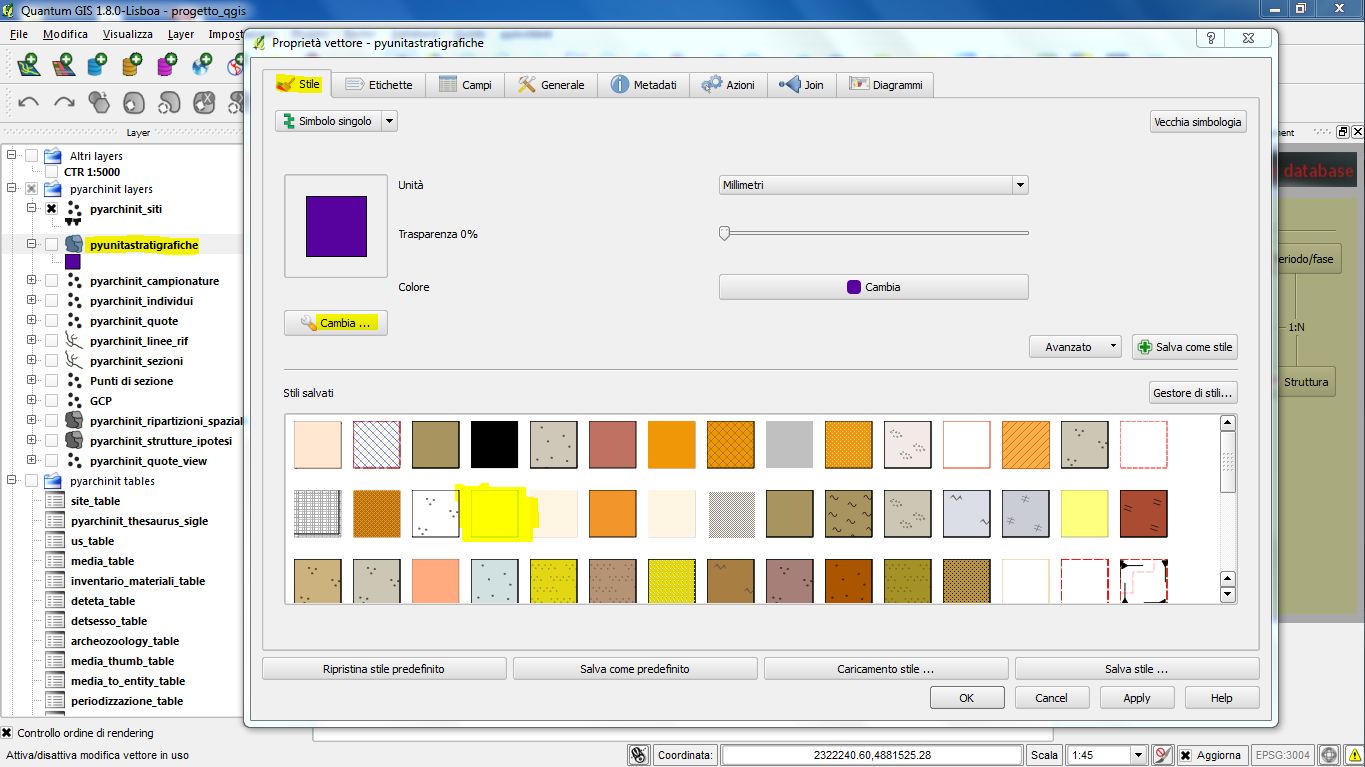 Quantum GIS 1.8.0-Lisboa - progetto_qgis
File Modifica Visualizza Layer Impost
Layer
Altri layers
CTR 1:5000
pyarchinit layers
pyarchinit_siti
pyunitastratigrafiche
pyarchinit_campionature
pyarchinit_individui
pyarchinit_quote
pyarchinit_linee_rif
pyarchinit_sezioni
Punti di sezione
GCP
pyarchinit_ripartizioni_spazial
pyarchinit_strutture_ipotesi
pyarchinit_quote_view
pyarchinit tables
site_table
pyarchinit_thesaurus_sigle
us_table
media_table
inventario_materiali_table
deteta_table
detsesso_table
archeozoology_table
media_thumb_table
media_to_entity_table
periodizzazione_table
Proprietà vettore - pyunitastratigrafiche
Stile Etichette Campi Generale Metadati Azioni Join Diagrammi
Simbolo singolo
Vecchia simbologia
Unità
Millimetri
Trasparenza 0%
Colore
Cambia
Cambia ...
Avanzato
Salva come stile
Stili salvati
Gestore di stili...
Ripristina stile predefinito
Salva come predefinito
Caricamento stile ...
Salva stile ...
OK
Cancel
Apply
Help
ment
database
eriodo/fase
1:N
Struttura
Controllo ordine di rendering
Attiva/disattiva modifica vettore in uso
Coordinata:
2322240.60,4881525.28
Scala
1:45
Aggiorna
EPSG:3004